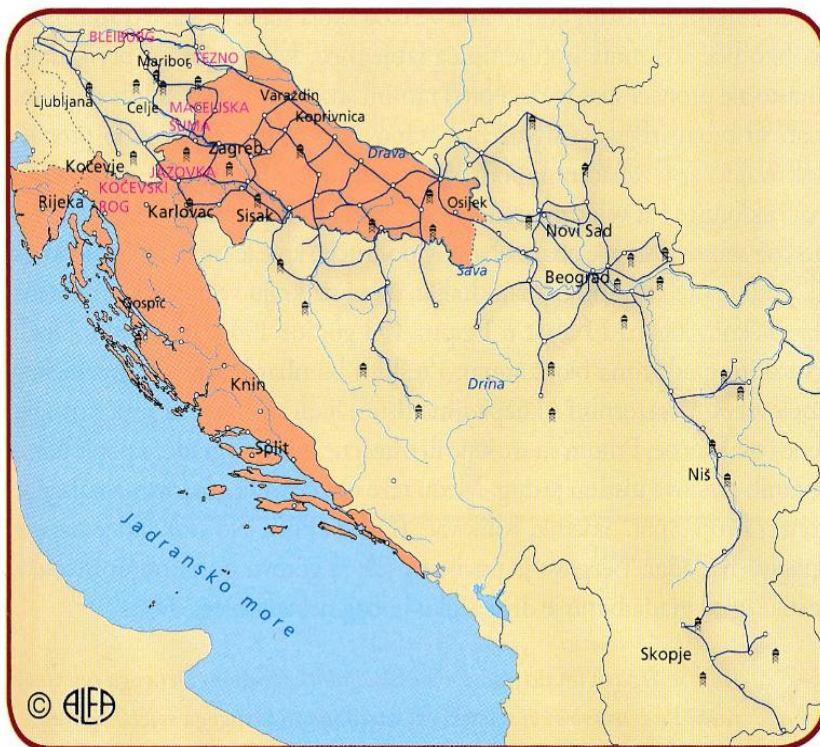 BLEIBURG
TEZNO
Maribor
Ljubljana
Celje
Varaždin
MACELJSKA
ŠUMA
Koprivnica
Zagreb
Drava
Kočevje
JAZOVKA
KOČEVSKI
ROG
Rijeka
Karlovac
Sisak
Osijek
Novi Sad
Sava
Beograd
Gospić
Drina
Knin
Split
Niš
Jadransko more
Skopje
© ALFA